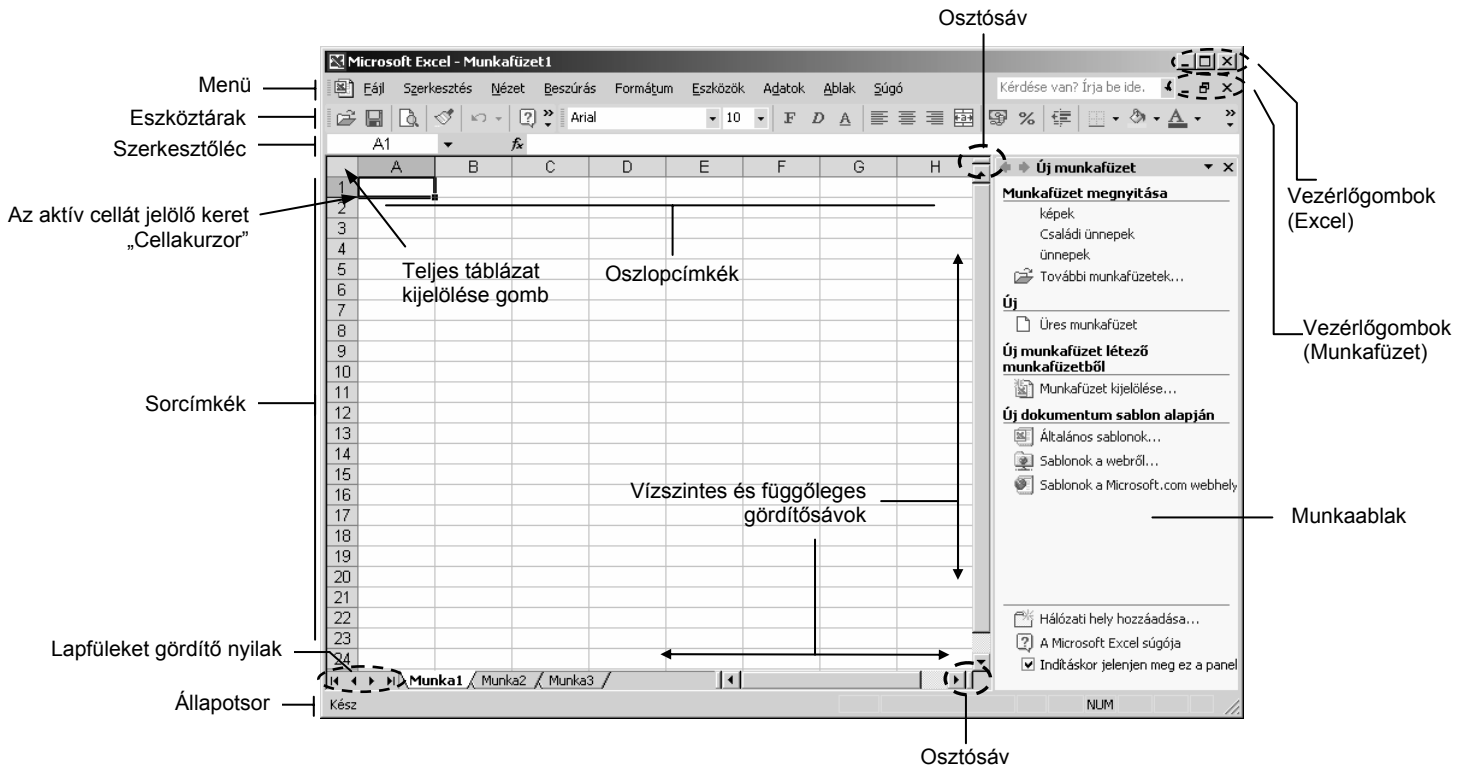 Osztósáv
Microsoft Excel - Munkafüzet1
Menü
Fájl Szerkesztés Nézet Beszúrás Formátum Eszközök Adatok Ablak Súgó
Kérdése van? Írja be ide.
Eszköztárak
Arial 10 F D A
Szerkesztőléc
A1 fx
A B C D E F G H
Új munkafüzet
1
2
3
4
5
6
7
8
9
10
11
12
13
14
15
16
17
18
19
20
21
22
23
24
Az aktív cellát jelölő keret
„Cellakurzor”
Teljes táblázat
kijelölése gomb
Oszlopcímkék
Sorcímkék
Vízszintes és függőleges
gördítősávok
Munkafüzet megnyitása
képek
Családi ünnepek
ünnepek
További munkafüzetek...
Új
Üres munkafüzet
Új munkafüzet létező
munkafüzetből
Munkafüzet kijelölése...
Új dokumentum sablon alapján
Általános sablonok...
Sablonok a webről...
Sablonok a Microsoft.com webhely
Hálózati hely hozzáadása...
A Microsoft Excel súgója
Indításkor jelenjen meg ez a panel
Vezérlőgombok
(Excel)
Vezérlőgombok
(Munkafüzet)
Munkaablak
Lapfüleket gördítő nyilak
Munka1 Munka2 Munka3
Állapotsor
Kész NUM
Osztósáv